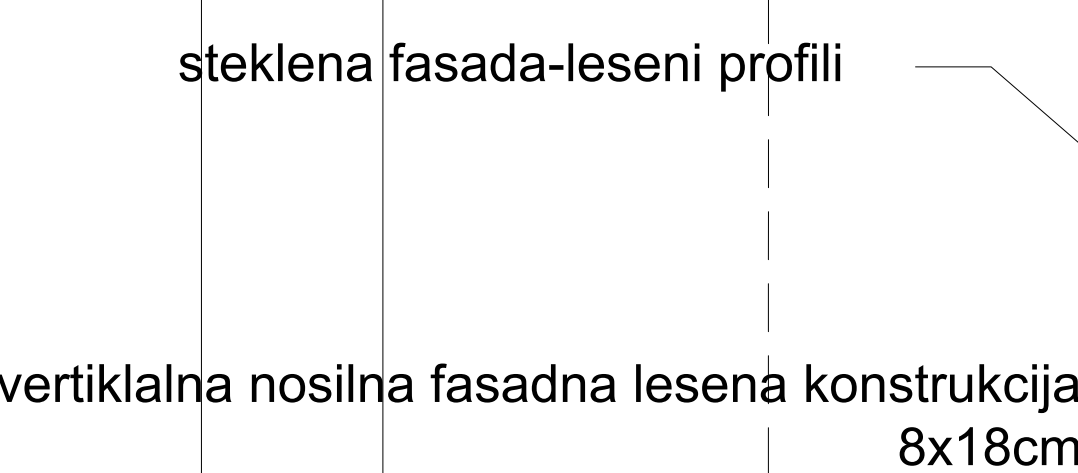 steklena fasada-leseni profili
vertiklalna nosilna fasadna lesena konstrukcija
8x18cm